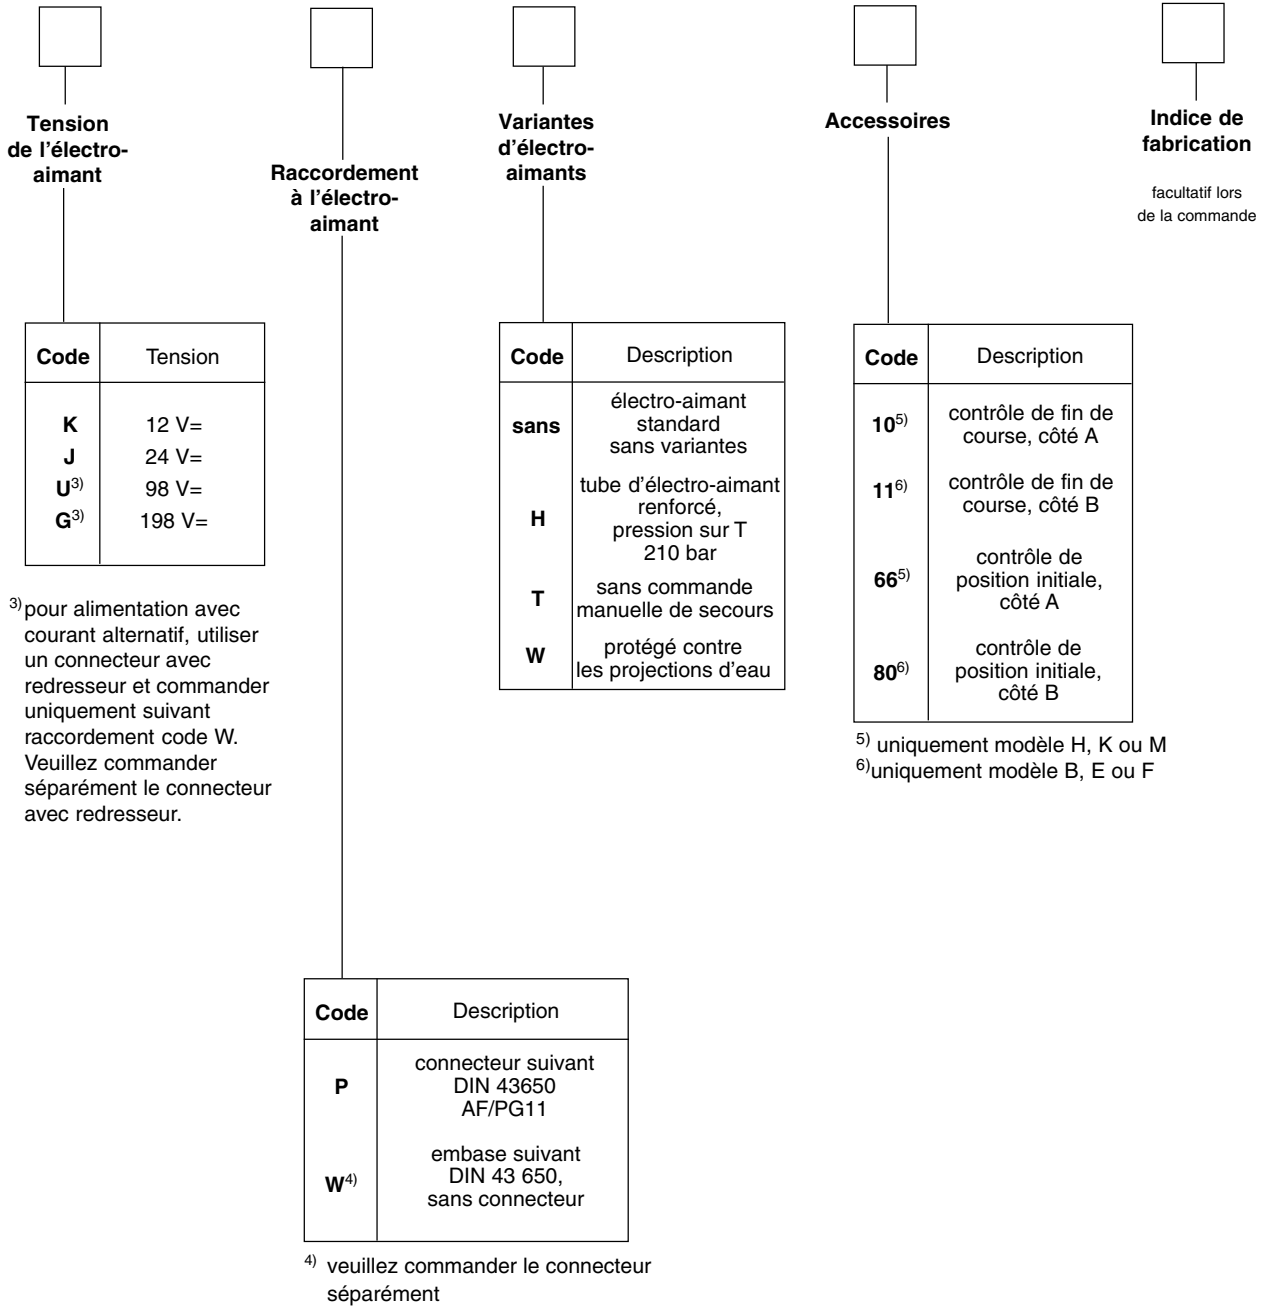 Tension
de l'électro-
aimant
Raccordement
à l'électro-
aimant
Variantes
d'électro-
aimants
Accessoires
Indice de
fabrication
facultatif lors
de la commande
Code Tension
K 12 V=
J 24 V=
U3) 98 V=
G3) 198 V=
3) pour alimentation avec
courant alternatif, utiliser
un connecteur avec
redresseur et commander
uniquement suivant
raccordement code W.
Veuillez commander
séparément le connecteur
avec redresseur.
Code Description
sans électro-aimant
standard
sans variantes
H tube d'électro-aimant
renforcé,
pression sur T
210 bar
T sans commande
manuelle de secours
W protégé contre
les projections d'eau
Code Description
105) contrôle de fin de
course, côté A
116) contrôle de fin de
course, côté B
665) contrôle de
position initiale,
côté A
806) contrôle de
position initiale,
côté B
5) uniquement modèle H, K ou M
6)uniquement modèle B, E ou F
Code Description
P connecteur suivant
DIN 43650
AF/PG11
W4) embase suivant
DIN 43 650,
sans connecteur
4) veuillez commander le connecteur
séparément